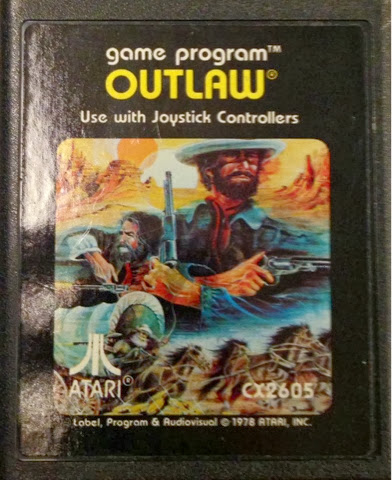 game program™
OUTLAW®
Use with Joystick Controllers
ATARI®
CX2605
Label, Program & Audiovisual © 1978 ATARI, INC.